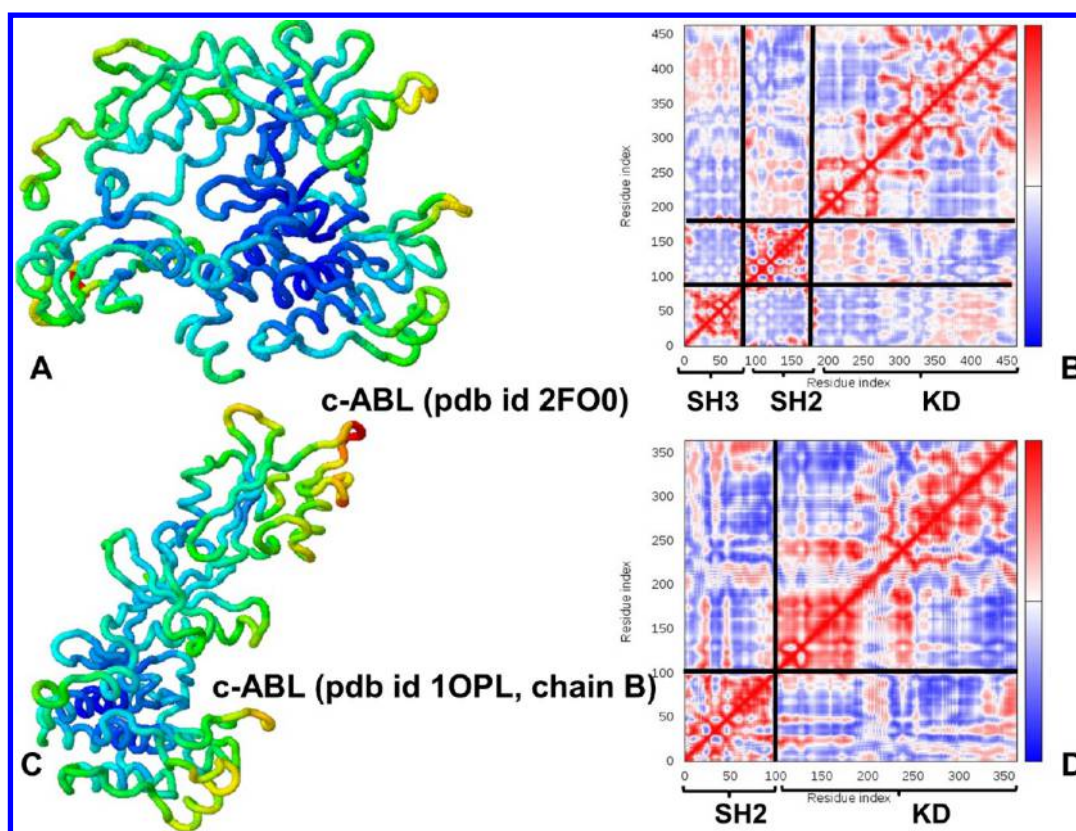 A
c-ABL (pdb id 2FO0)
450
400
350
300
250
200
150
100
50
0
Residue index
0 50 100 150 200 250 300 350 400 450
Residue index
SH3 SH2 KD
B
C
c-ABL (pdb id 1OPL, chain B)
350
300
250
200
150
100
50
0
Residue index
0 50 100 150 200 250 300 350
Residue index
SH2 KD
D